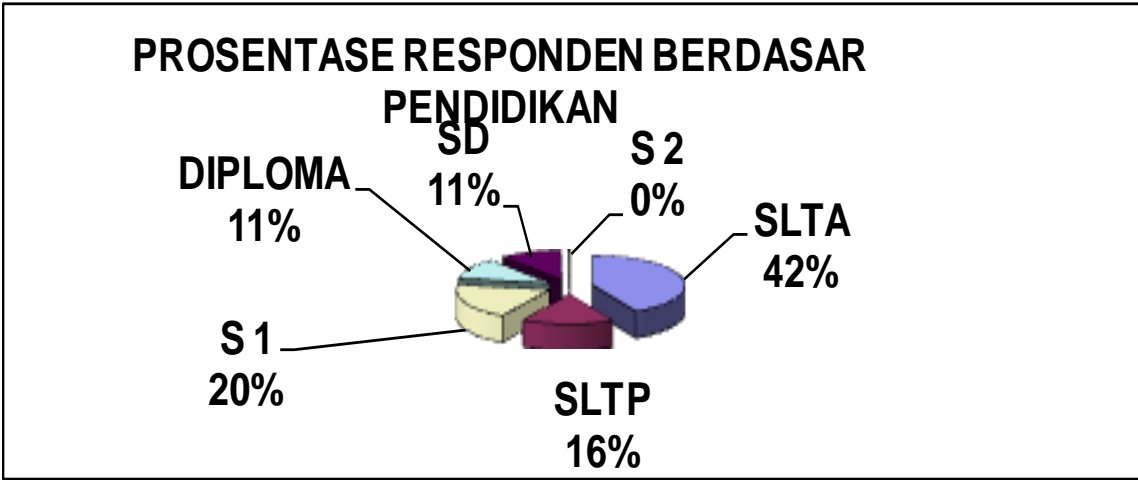 PROSENTASE RESPONDEN BERDASAR
PENDIDIKAN
SD
11%
S 2
0%
DIPLOMA
11%
SLTA
42%
S 1
20%
SLTP
16%